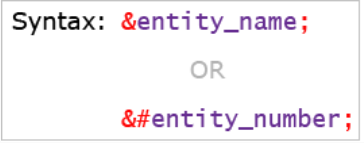 Syntax: &entity_name;
OR
&#entity_number;